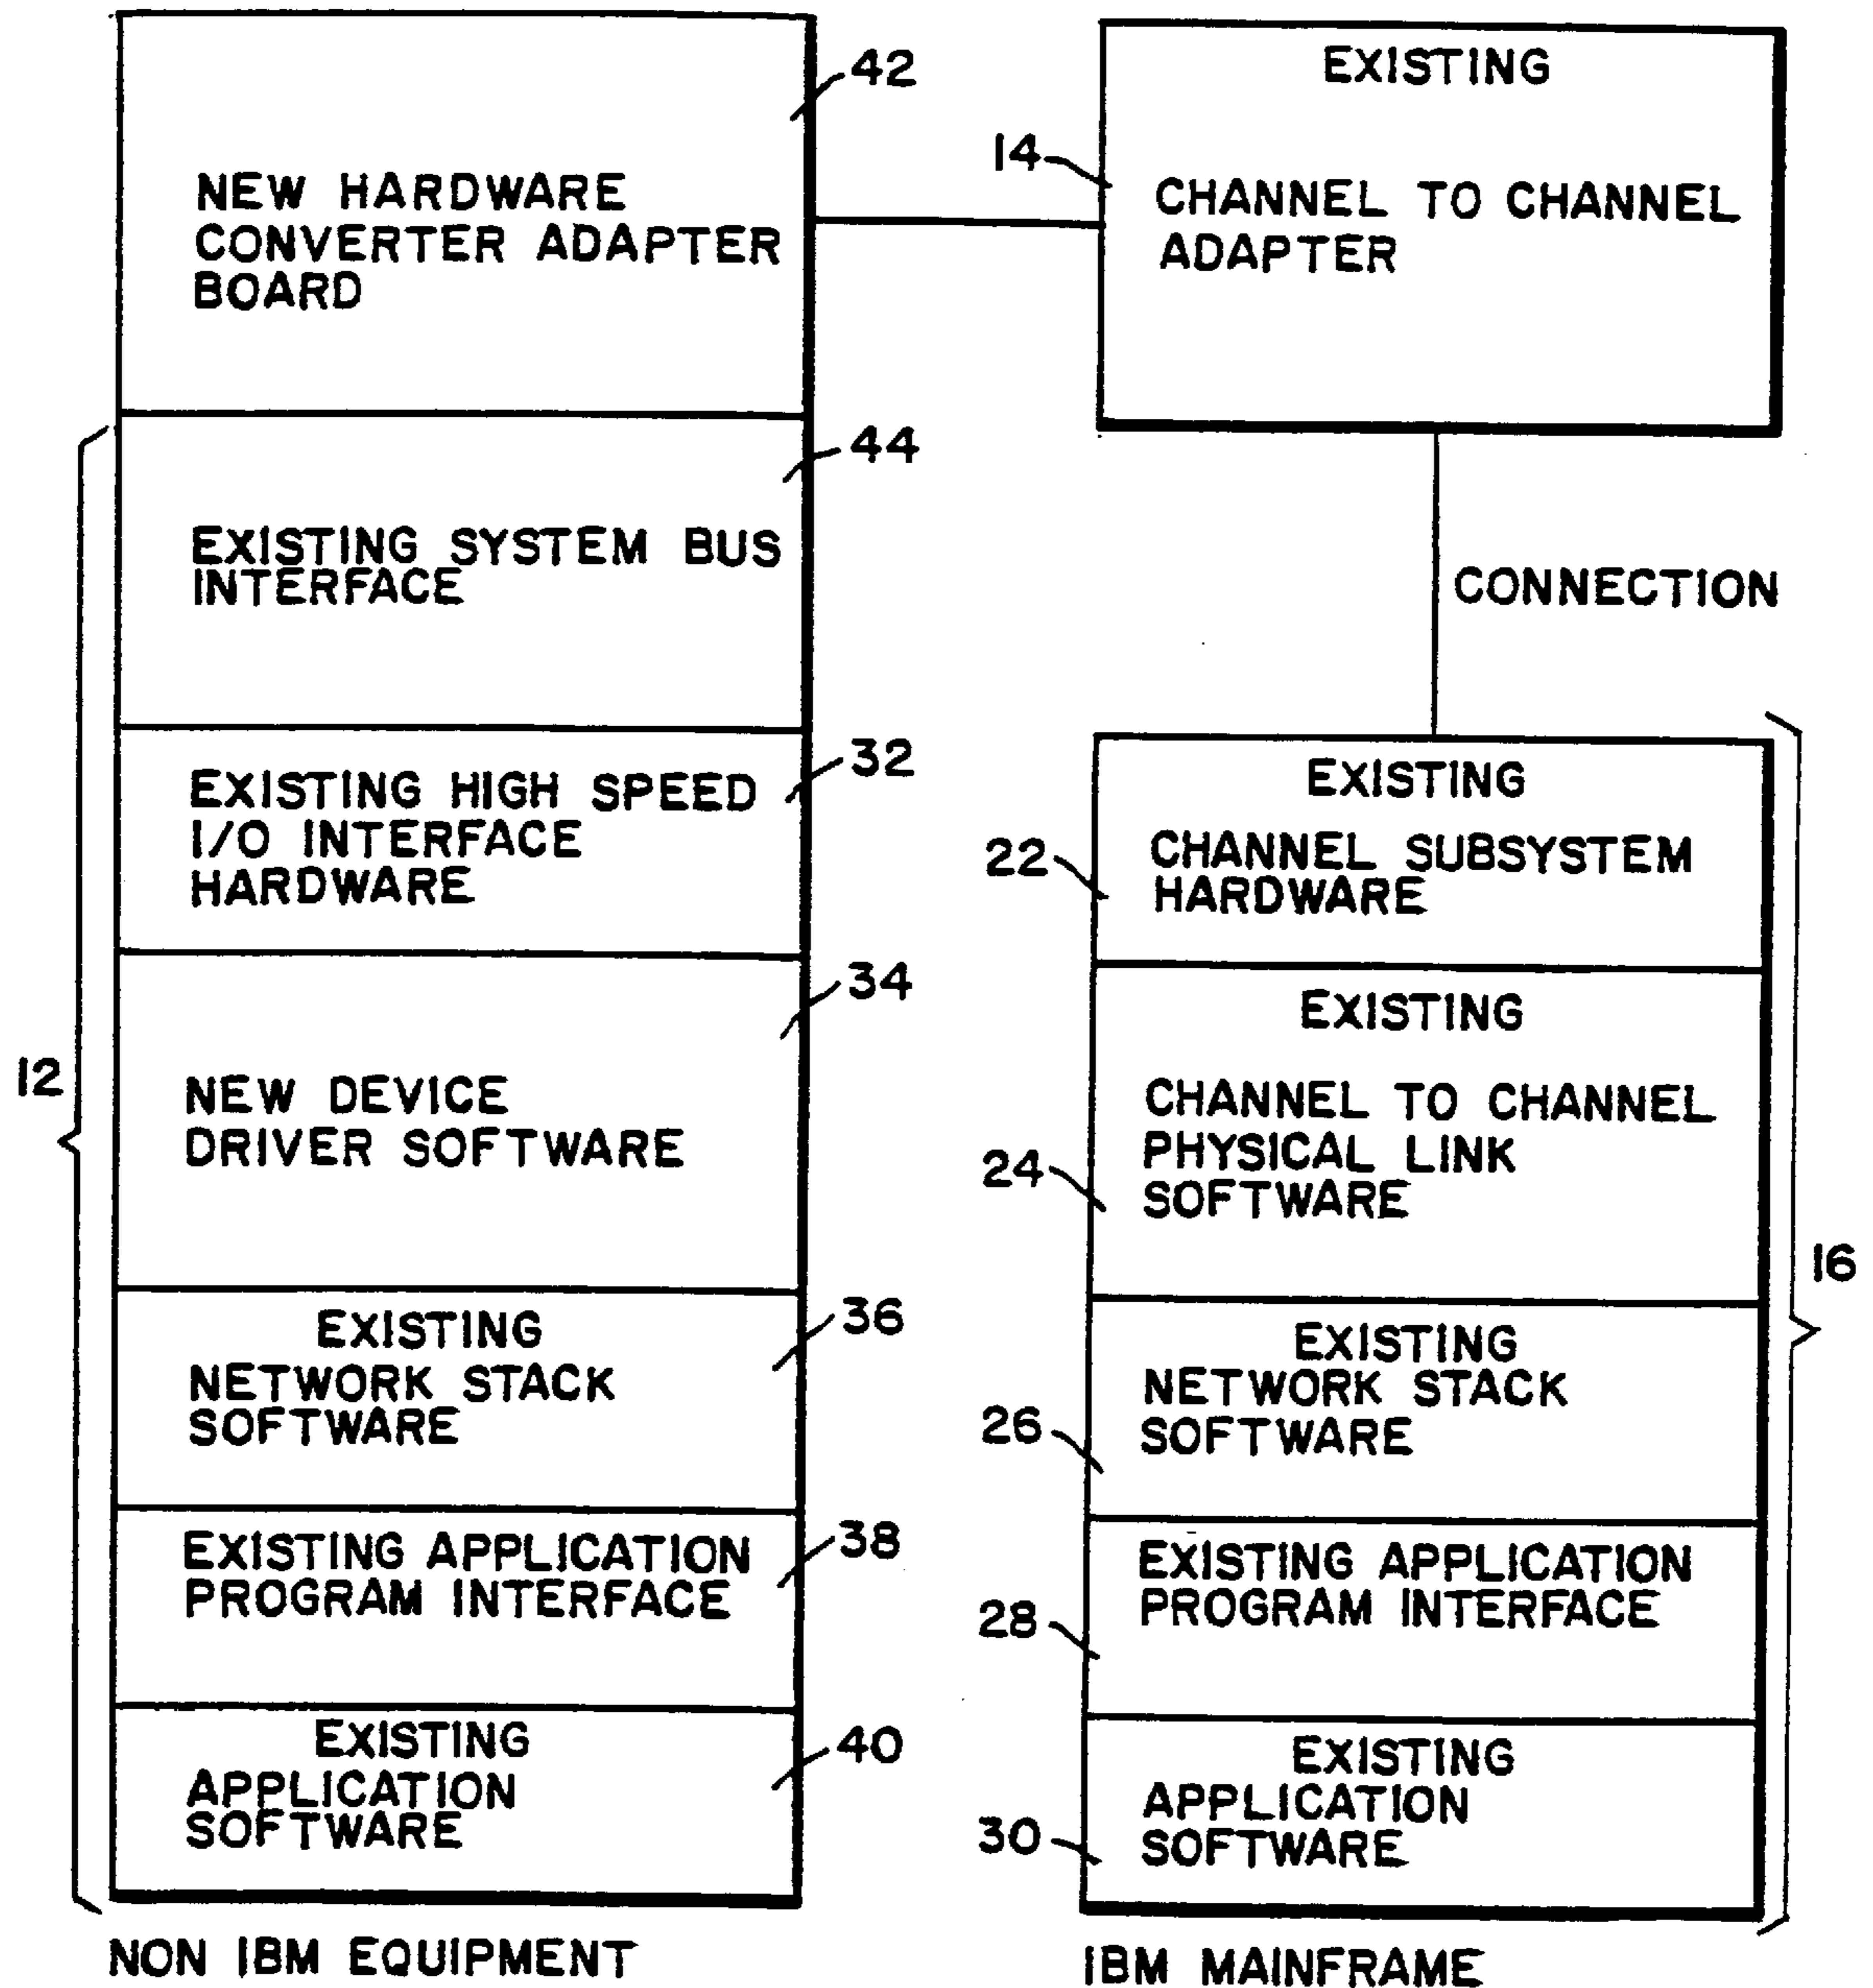 42
NEW HARDWARE
CONVERTER ADAPTER
BOARD
44
EXISTING SYSTEM BUS
INTERFACE
32
EXISTING HIGH SPEED
I/O INTERFACE
HARDWARE
34
NEW DEVICE
DRIVER SOFTWARE
12
36
EXISTING
NETWORK STACK
SOFTWARE
38
EXISTING APPLICATION
PROGRAM INTERFACE
40
EXISTING
APPLICATION
SOFTWARE
NON IBM EQUIPMENT
EXISTING
14
CHANNEL TO CHANNEL
ADAPTER
CONNECTION
EXISTING
22
CHANNEL SUBSYSTEM
HARDWARE
EXISTING
CHANNEL TO CHANNEL
PHYSICAL LINK
24
SOFTWARE
16
EXISTING
NETWORK STACK
26
SOFTWARE
EXISTING APPLICATION
PROGRAM INTERFACE
28
EXISTING
APPLICATION
30
SOFTWARE
IBM MAINFRAME